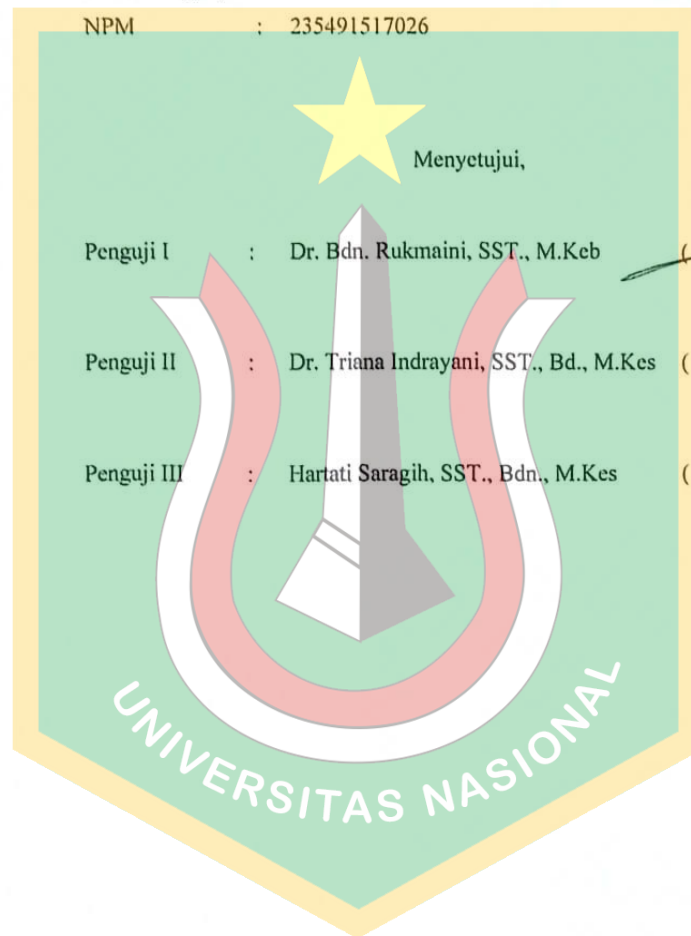 NPM : 235491517026
Menyetujui,
Penguji I : Dr. Bdn. Rukmaini, SST., M.Keb (
Penguji II : Dr. Triana Indrayani, SST., Bd., M.Kes (
Penguji III : Hartati Saragih, SST., Bdn., M.Kes (
UNIVERSITAS NASIONAL